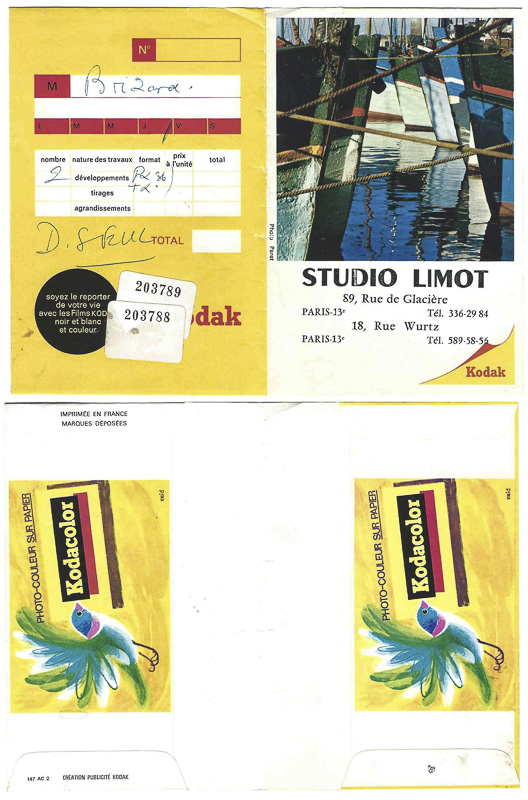 N°
M Brizard.
L M M J V S
nombre nature des travaux format prix à l'unité total
2 développements 36
tirages
agrandissements
TOTAL
soyez le reporter
de votre vie
avec les Films KOD
noir et blanc
et couleur
203789
203788
odak
Photo Paret
STUDIO LIMOT
89, Rue de Glacière
PARIS-13e Tél. 336-29 84
18, Rue Wurtz
PARIS-13e Tél. 589-58-56
Kodak
IMPRIMÉE EN FRANCE
MARQUES DÉPOSÉES
PHOTO-COULEUR SUR PAPIER
Kodacolor
PHOTO-COULEUR SUR PAPIER
Kodacolor
147 AC 2 CRÉATION PUBLICITÉ KODAK